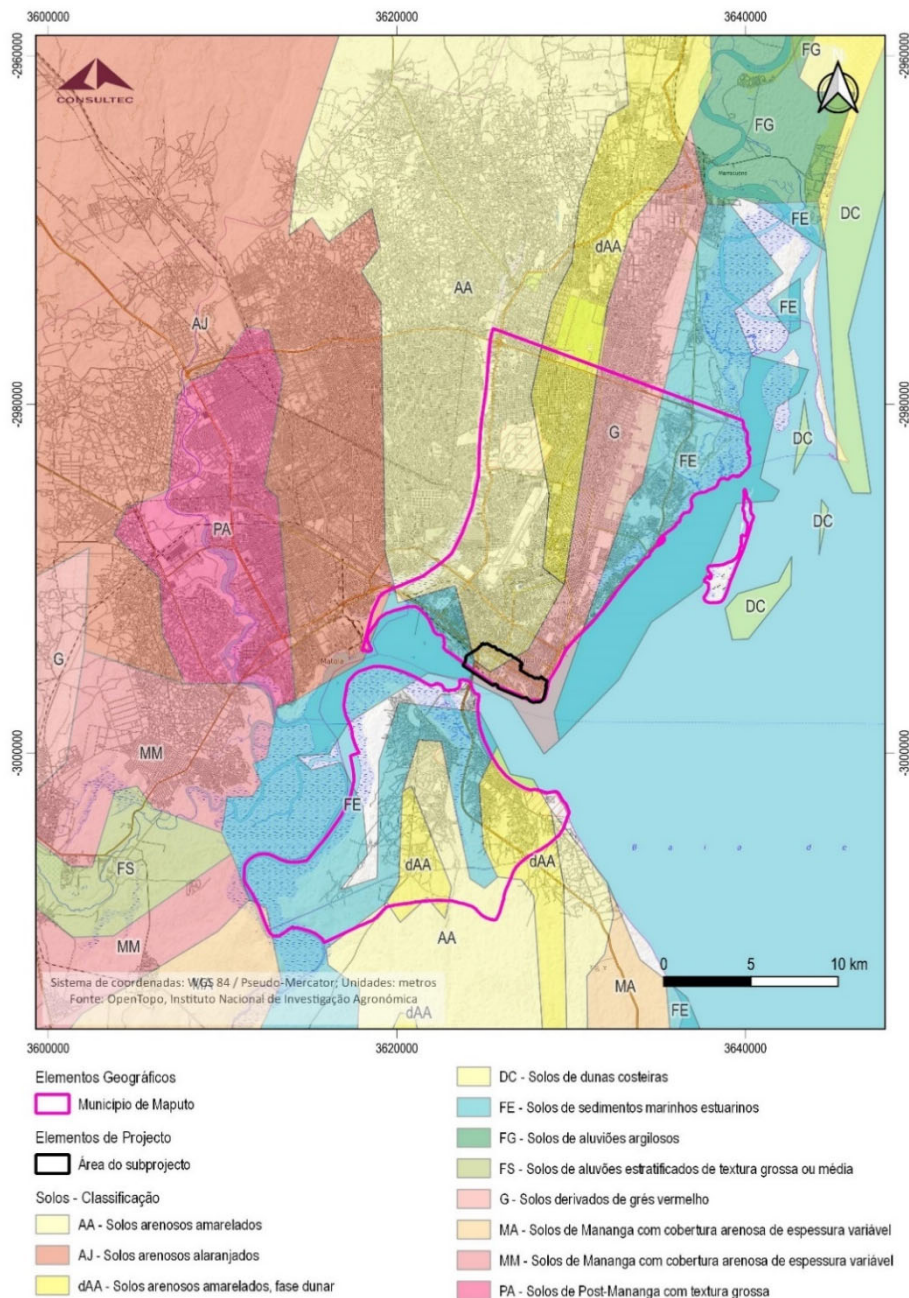 3600000
3620000
3640000
-2960000
-2960000
CONSULTEC
FG
FG
Marracuene
DC
FE
dAA
AA
FE
AJ
-2980000
-2980000
DC
G
FE
PA
DC
DC
G
Matola
-3000000
-3000000
MM
FE
B a i a d e
FS
dAA
dAA
MM
AA
0 5 10 km
MA
Sistema de coordenadas: WGS 84 / Pseudo-Mercator; Unidades: metros
Fonte: OpenTopo, Instituto Nacional de Investigação Agronómica
dAA
FE
3600000
3620000
3640000
Elementos Geográficos
Município de Maputo
Elementos de Projecto
Área do subprojecto
Solos - Classificação
AA - Solos arenosos amarelados
AJ - Solos arenosos alaranjados
dAA - Solos arenosos amarelados, fase dunar
DC - Solos de dunas costeiras
FE - Solos de sedimentos marinhos estuarinos
FG - Solos de aluviões argilosos
FS - Solos de aluvões estratificados de textura grossa ou média
G - Solos derivados de grés vermelho
MA - Solos de Mananga com cobertura arenosa de espessura variável
MM - Solos de Mananga com cobertura arenosa de espessura variável
PA - Solos de Post-Mananga com textura grossa